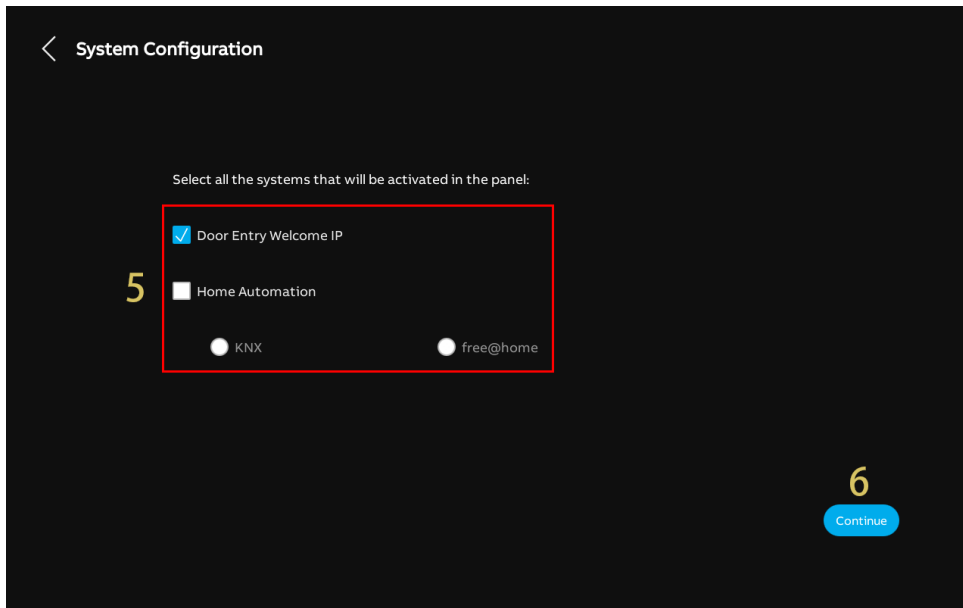 System Configuration
Select all the systems that will be activated in the panel:
Door Entry Welcome IP
5
Home Automation
KNX
free@home
6
Continue